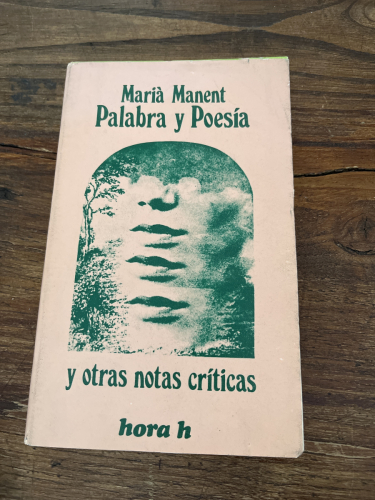 Marià Manent
Palabra y Poesía
y otras notas críticas
hora h